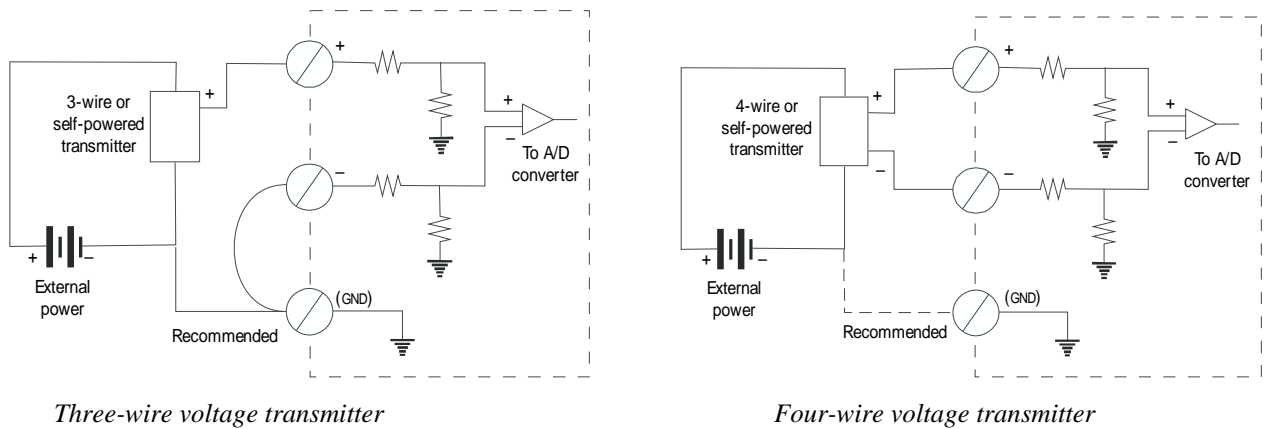 +
3-wire or
self-powered
transmitter
+
+
–
To A/D
converter
–
+
–
External
power
(GND)
Recommended
Three-wire voltage transmitter
+
4-wire or
self-powered
transmitter
+
–
+
–
To A/D
converter
–
+
–
External
power
(GND)
Recommended
Four-wire voltage transmitter